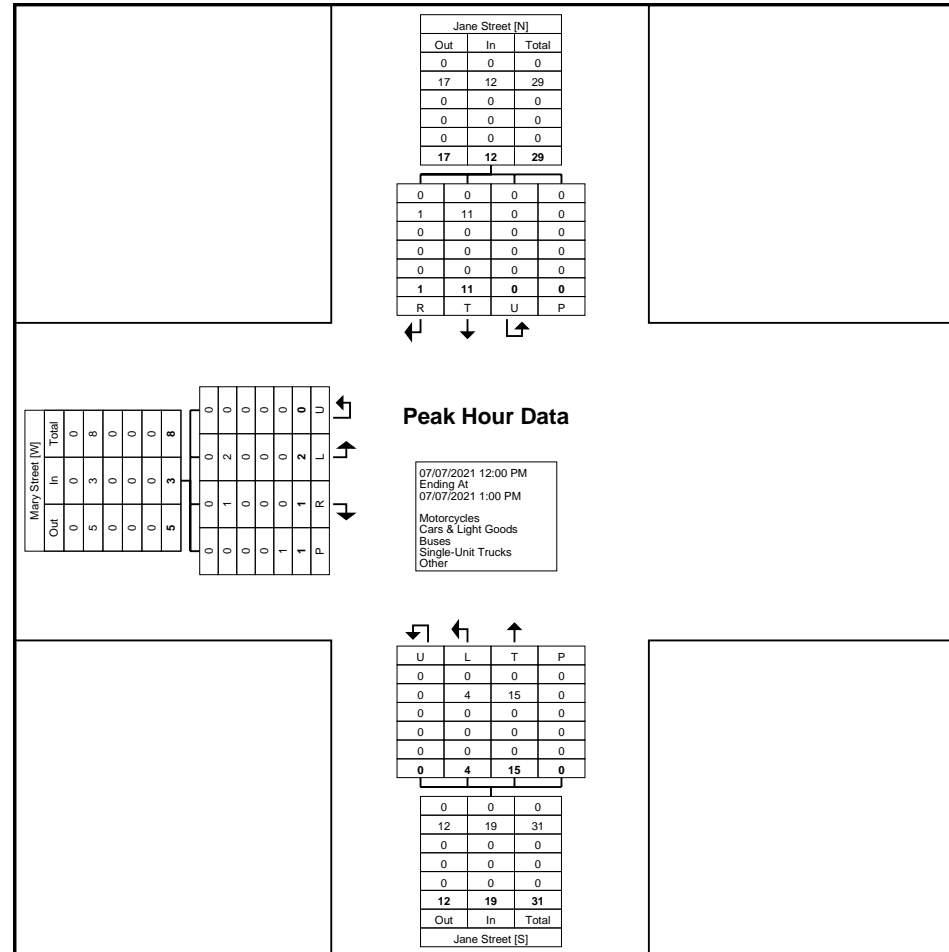 Jane Street [N]
Out In Total
0 0 0
17 12 29
0 0 0
0 0 0
0 0 0
17 12 29
0 0 0 0
1 11 0 0
0 0 0 0
0 0 0 0
0 0 0 0
1 11 0 0
R T U P
Mary Street [W]
Out In Total
0 0 0
5 3 8
0 0 0
0 0 0
0 0 0
5 3 8
0 0 0 0
0 1 2 0
0 0 0 0
0 0 0 0
1 0 0 0
1 1 2 0
P R L U
Peak Hour Data
07/07/2021 12:00 PM
Ending At
07/07/2021 1:00 PM
Motorcycles
Cars & Light Goods
Buses
Single-Unit Trucks
Other
U L T P
0 0 0 0
0 4 15 0
0 0 0 0
0 0 0 0
0 0 0 0
0 4 15 0
0 0 0
12 19 31
0 0 0
0 0 0
0 0 0
12 19 31
Out In Total
Jane Street [S]